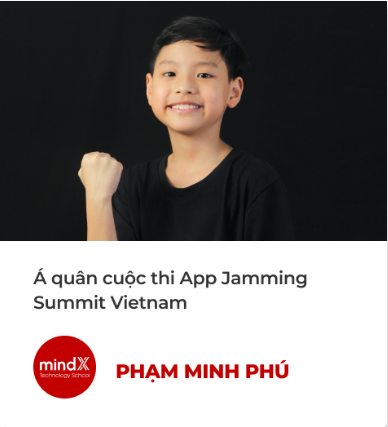 Á quân cuộc thi App Jamming
Summit Vietnam
mindX
Technology School
PHẠM MINH PHÚ